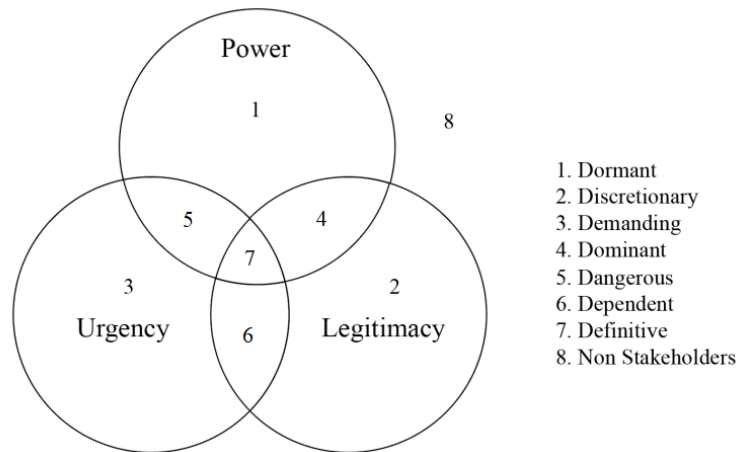 Power
1
8
5
4
7
3
2
Urgency
6
Legitimacy
1. Dormant
2. Discretionary
3. Demanding
4. Dominant
5. Dangerous
6. Dependent
7. Definitive
8. Non Stakeholders